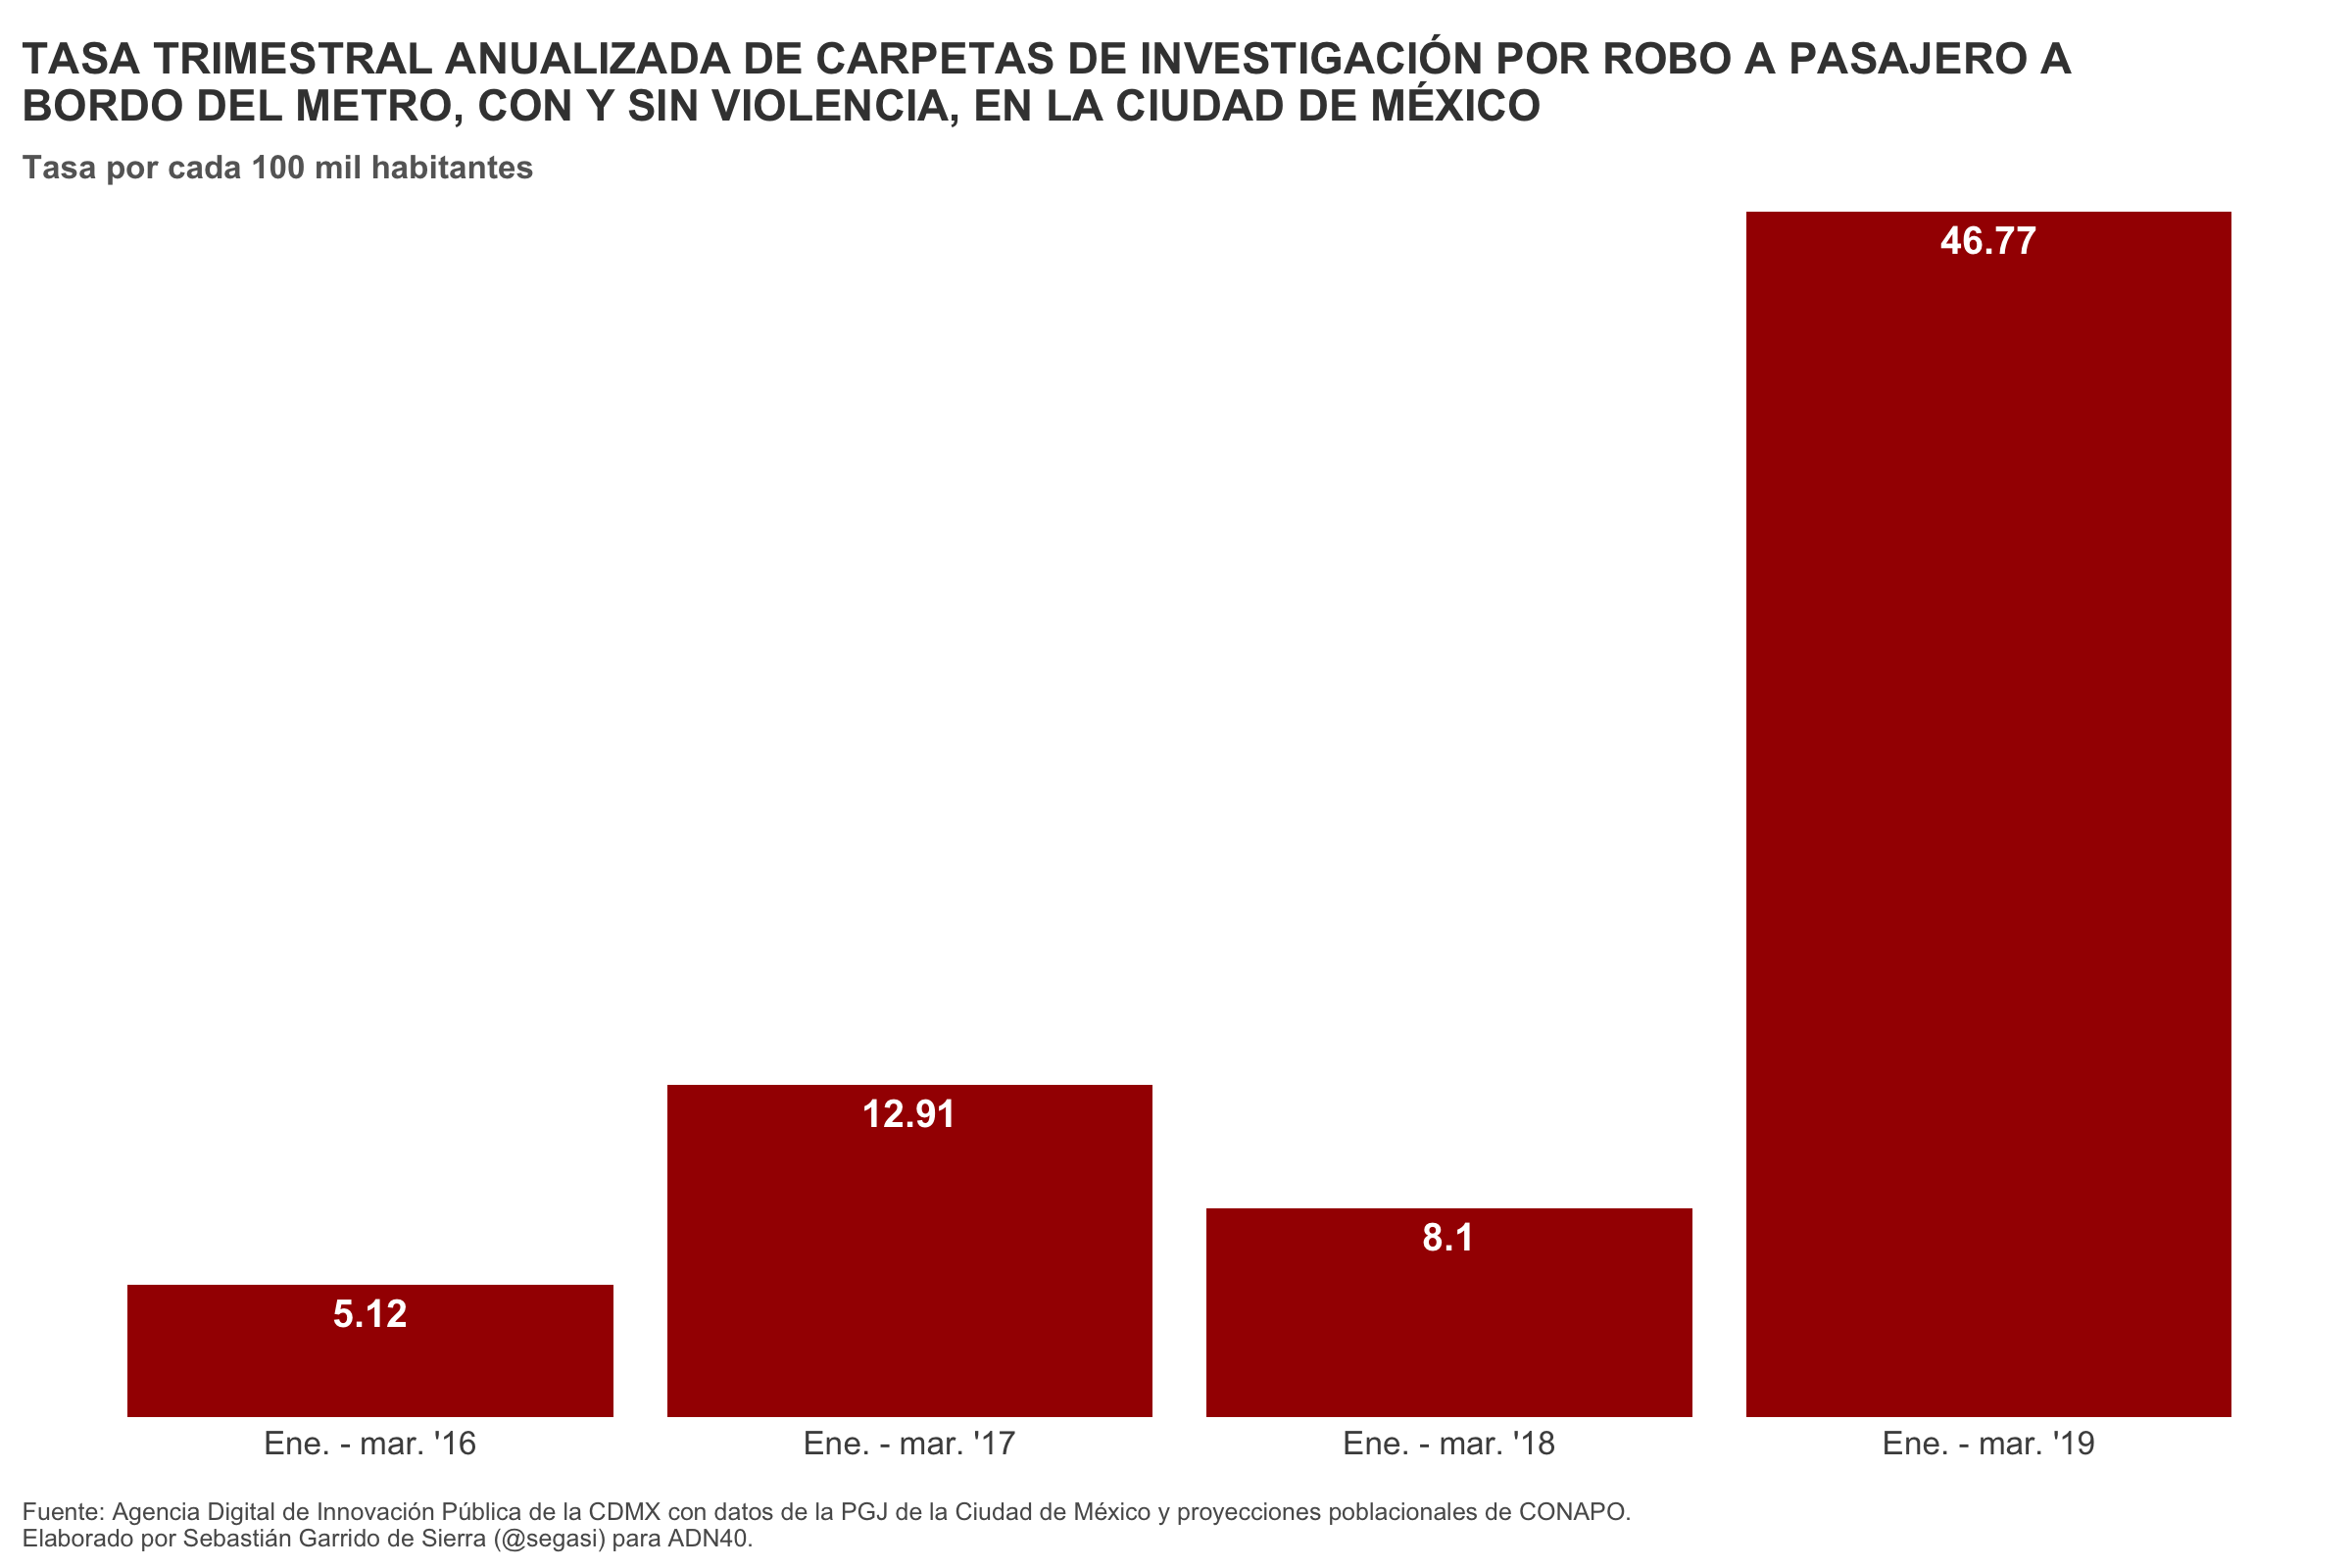 TASA TRIMESTRAL ANUALIZADA DE CARPETAS DE INVESTIGACIÓN POR ROBO A PASAJERO A
BORDO DEL METRO, CON Y SIN VIOLENCIA, EN LA CIUDAD DE MÉXICO
Tasa por cada 100 mil habitantes
46.77
12.91
8.1
5.12
Ene. - mar. '16
Ene. - mar. '17
Ene. - mar. '18
Ene. - mar. '19
Fuente: Agencia Digital de Innovación Pública de la CDMX con datos de la PGJ de la Ciudad de México y proyecciones poblacionales de CONAPO.
Elaborado por Sebastián Garrido de Sierra (@segasi) para ADN40.